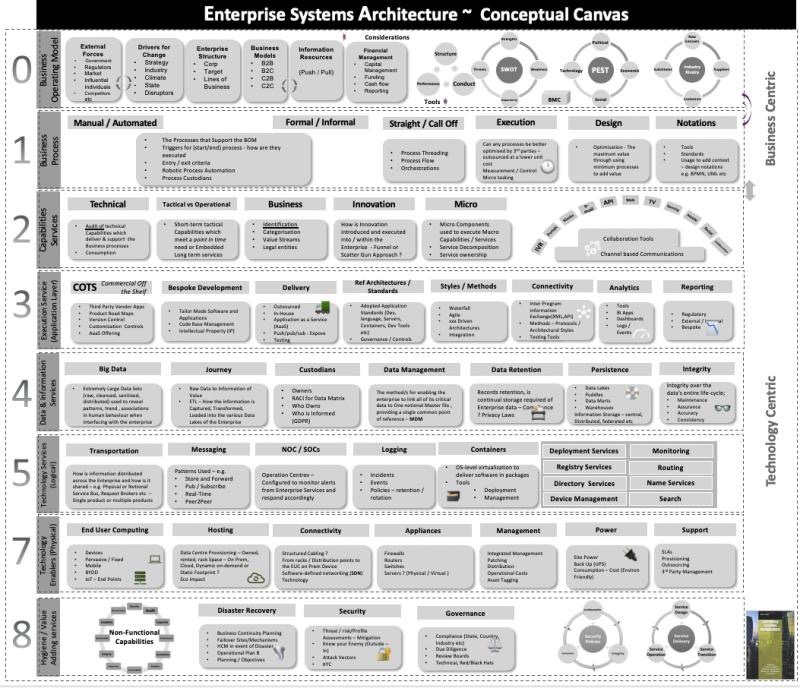 Enterprise Systems Architecture ~ Conceptual Canvas
0
Business
Operating Model
External
Forces
Government
Regulators
Market
Influential
Individuals
Competitors
etc
Drivers for
Change
Strategy
Industry
Climate
State
Disruptors
Enterprise
Structure
Corp
Target
Lines of
Business
Business
Models
B2B
B2C
C2B
C2C
Information
Resources
(Push / Pull)
Considerations
Financial
Management
Capital
Management
Funding
Cash flow
Reporting
Tools
Structure
Performance
Conduct
Strengths
Threats
SWOT
Weakness
BMC
Political
Technology
PEST
Economic
Social
Substitutes
Industry
Rivalry
Suppliers
Customers
Business Centric
1
Business
Process
Manual / Automated
Formal / Informal
The Processes that Support the BOM
Triggers for (start/end) process - how are they
executed
Entry / exit criteria
Robotic Process Automation
Process Custodians
Straight / Call Off
Process Threading
Process Flow
Orchestrations
Execution
Can any processes be better
optimised by 3rd parties –
outsourced at a lower unit
cost
Measurement / Control
Micro tasking
Design
Optimisation - The
maximum value
through using
minimum processes
to add value
Notations
Tools
Standards
Usage to add context
– design notations
e.g. BPMN, UML etc
2
Capabilities
Services
Technical
Audit of technical
Capabilities which
deliver & support the
Business processes
Consumption
Tactical vs Operational
Short-term tactical
Capabilities which
meet a point in time
need or Embedded
Long term services
Business
Identification
Categorisation
Value Streams
Legal entities
Innovation
How is Innovation
introduced and executed
into / within the
Enterprise - Funnel or
Scatter Gun Approach ?
Micro
Micro Components
used to execute Macro
Capabilities / Services
Service Decomposition
Service ownership
IVR
API
Web
TV
Collaboration Tools
Channel based Communications
3
Execution Service
(Application Layer)
COTS Commercial Off
the Shelf
Third Party Vendor Apps
Product Road Maps
Version Control
Customisation Controls
AaaS Offering
Bespoke Development
Tailor Made Software and
Applications
Code Base Management
Intellectual Property (IP)
Delivery
Outsourced
In-House
Application as a Service
(AaaS)
Push/pub/sub - Expose
Testing
Ref Architectures /
Standards
Adopted Application
Standards (Dev,
language, Servers,
Containers, Dev Tools
etc)
Governance / Controls
Styles / Methods
Waterfall
Agile
xxx Driven
Architectures
Integration
Connectivity
Inter Program
Information
Exchange(XML,API)
Methods – Protocols /
Architectural Styles
Testing Tools
Analytics
Tools
BI Apps
Dashboards
Logs /
Events
Reporting
Regulatory
External / Internal
Bespoke
4
Data & Information
Services
Big Data
Extremely Large Data Sets
(raw, cleansed, sanitised,
distributed) used to reveal
patterns, trend , associations
in human behaviour when
interfacing with the enterprise
Journey
Raw Data to Information of
Value
ETL – How the information is
Captured, Transformed,
Loaded into the various Data
Lakes of the Enterprise
Custodians
Owners
RACI for Data Matrix
Who Owns
Who is Informed
(GDPR)
Data Management
The method/s for enabling the
enterprise to link all of its critical
data to One notional Master file ,
providing a single common point
of reference - MDM
Data Retention
Records retention, is
continual storage required of
Enterprise data – Compliance
? Privacy Laws
Persistence
Data Lakes
Puddles
Data Marts
Warehouses
Information Storage – central,
Distributed, federated etc
Integrity
Integrity over the
data's entire life-cycle;
Maintenance
Assurance
Accuracy
Consistency
Technology Centric
5
Technology Services
(Logical)
Transportation
How is information distributed
across the Enterprise and how is it
shared – e.g. Physical or Notional
Service Bus, Request Brokers etc –
Single product or multiple products
Messaging
Patterns Used – e.g.
Store and Forward
Pub / Subscribe
Real-Time
Peer2Peer
NOC / SOCs
Operation Centres –
Configured to monitor alerts
from Enterprise Services and
respond accordingly
Logging
Incidents
Events
Policies – retention /
rotation
Containers
OS-level virtualization to
deliver software in packages
Tools
Deployment
Management
Deployment Services
Monitoring
Registry Services
Routing
Directory Services
Name Services
Device Management
Search
7
Technology
Enablers (Physical)
End User Computing
Devices
Pervasive / Fixed
Mobile
BYOD
IoT – End Points
Hosting
Data Centre Provisioning – Owned,
rented, rack Space – On Prem,
Cloud, Dynamic on-demand or
Static Footprint ?
Eco Impact
Connectivity
Structured Cabling ?
From racks / Distribution points to
the EUC on Prem Device
Software-defined networking (SDN)
Technology
Appliances
Firewalls
Routers
Switches
Servers ? (Physical / Virtual )
Management
Integrated Management
Patching
Distribution
Operational Costs
Asset Tagging
Power
Site Power
Back Up (UPS)
Consumption – Cost (Environ
Friendly)
Support
SLAs
Provisioning
Outsourcing
3rd Party Management
8
Hygiene / Value
Adding services
Audit
Non-Functional
Capabilities
Disaster Recovery
Business Continuity Planning
Failover Sites/Mechanisms
HCM in event of Disaster
Operational Plan B
Planning / Objectives
Security
Threat / risk/Profile
Assessments – Mitigation
Know your Enemy (Outside –
In)
Attack Vectors
KYC
Governance
Compliance (State, Country,
Industry etc)
Due Diligence
Review Boards
Technical, Red/Black Hats
Security
Policies
Integrity
Service
Design
Service
Delivery
Service
Operation
Service
Transition